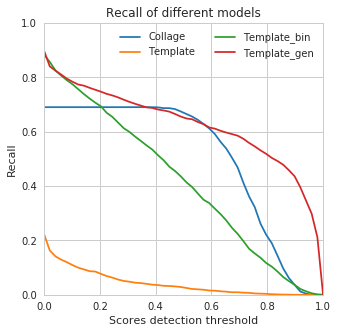 Recall of different models
Collage
Template
Template_bin
Template_gen
1.0
0.8
0.6
0.4
0.2
0.0
Recall
0.0 0.2 0.4 0.6 0.8 1.0
Scores detection threshold